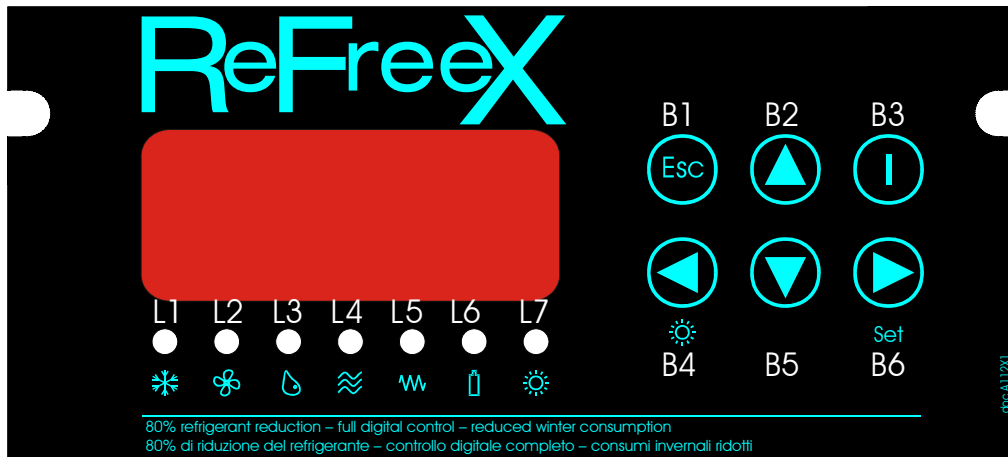 ReFreeX
B1 B2 B3
Esc
L1 L2 L3 L4 L5 L6 L7
Set
B4 B5 B6
80% refrigerant reduction – full digital control – reduced winter consumption
80% di riduzione del refrigerante – controllo digitale completo – consumi invernali ridotti